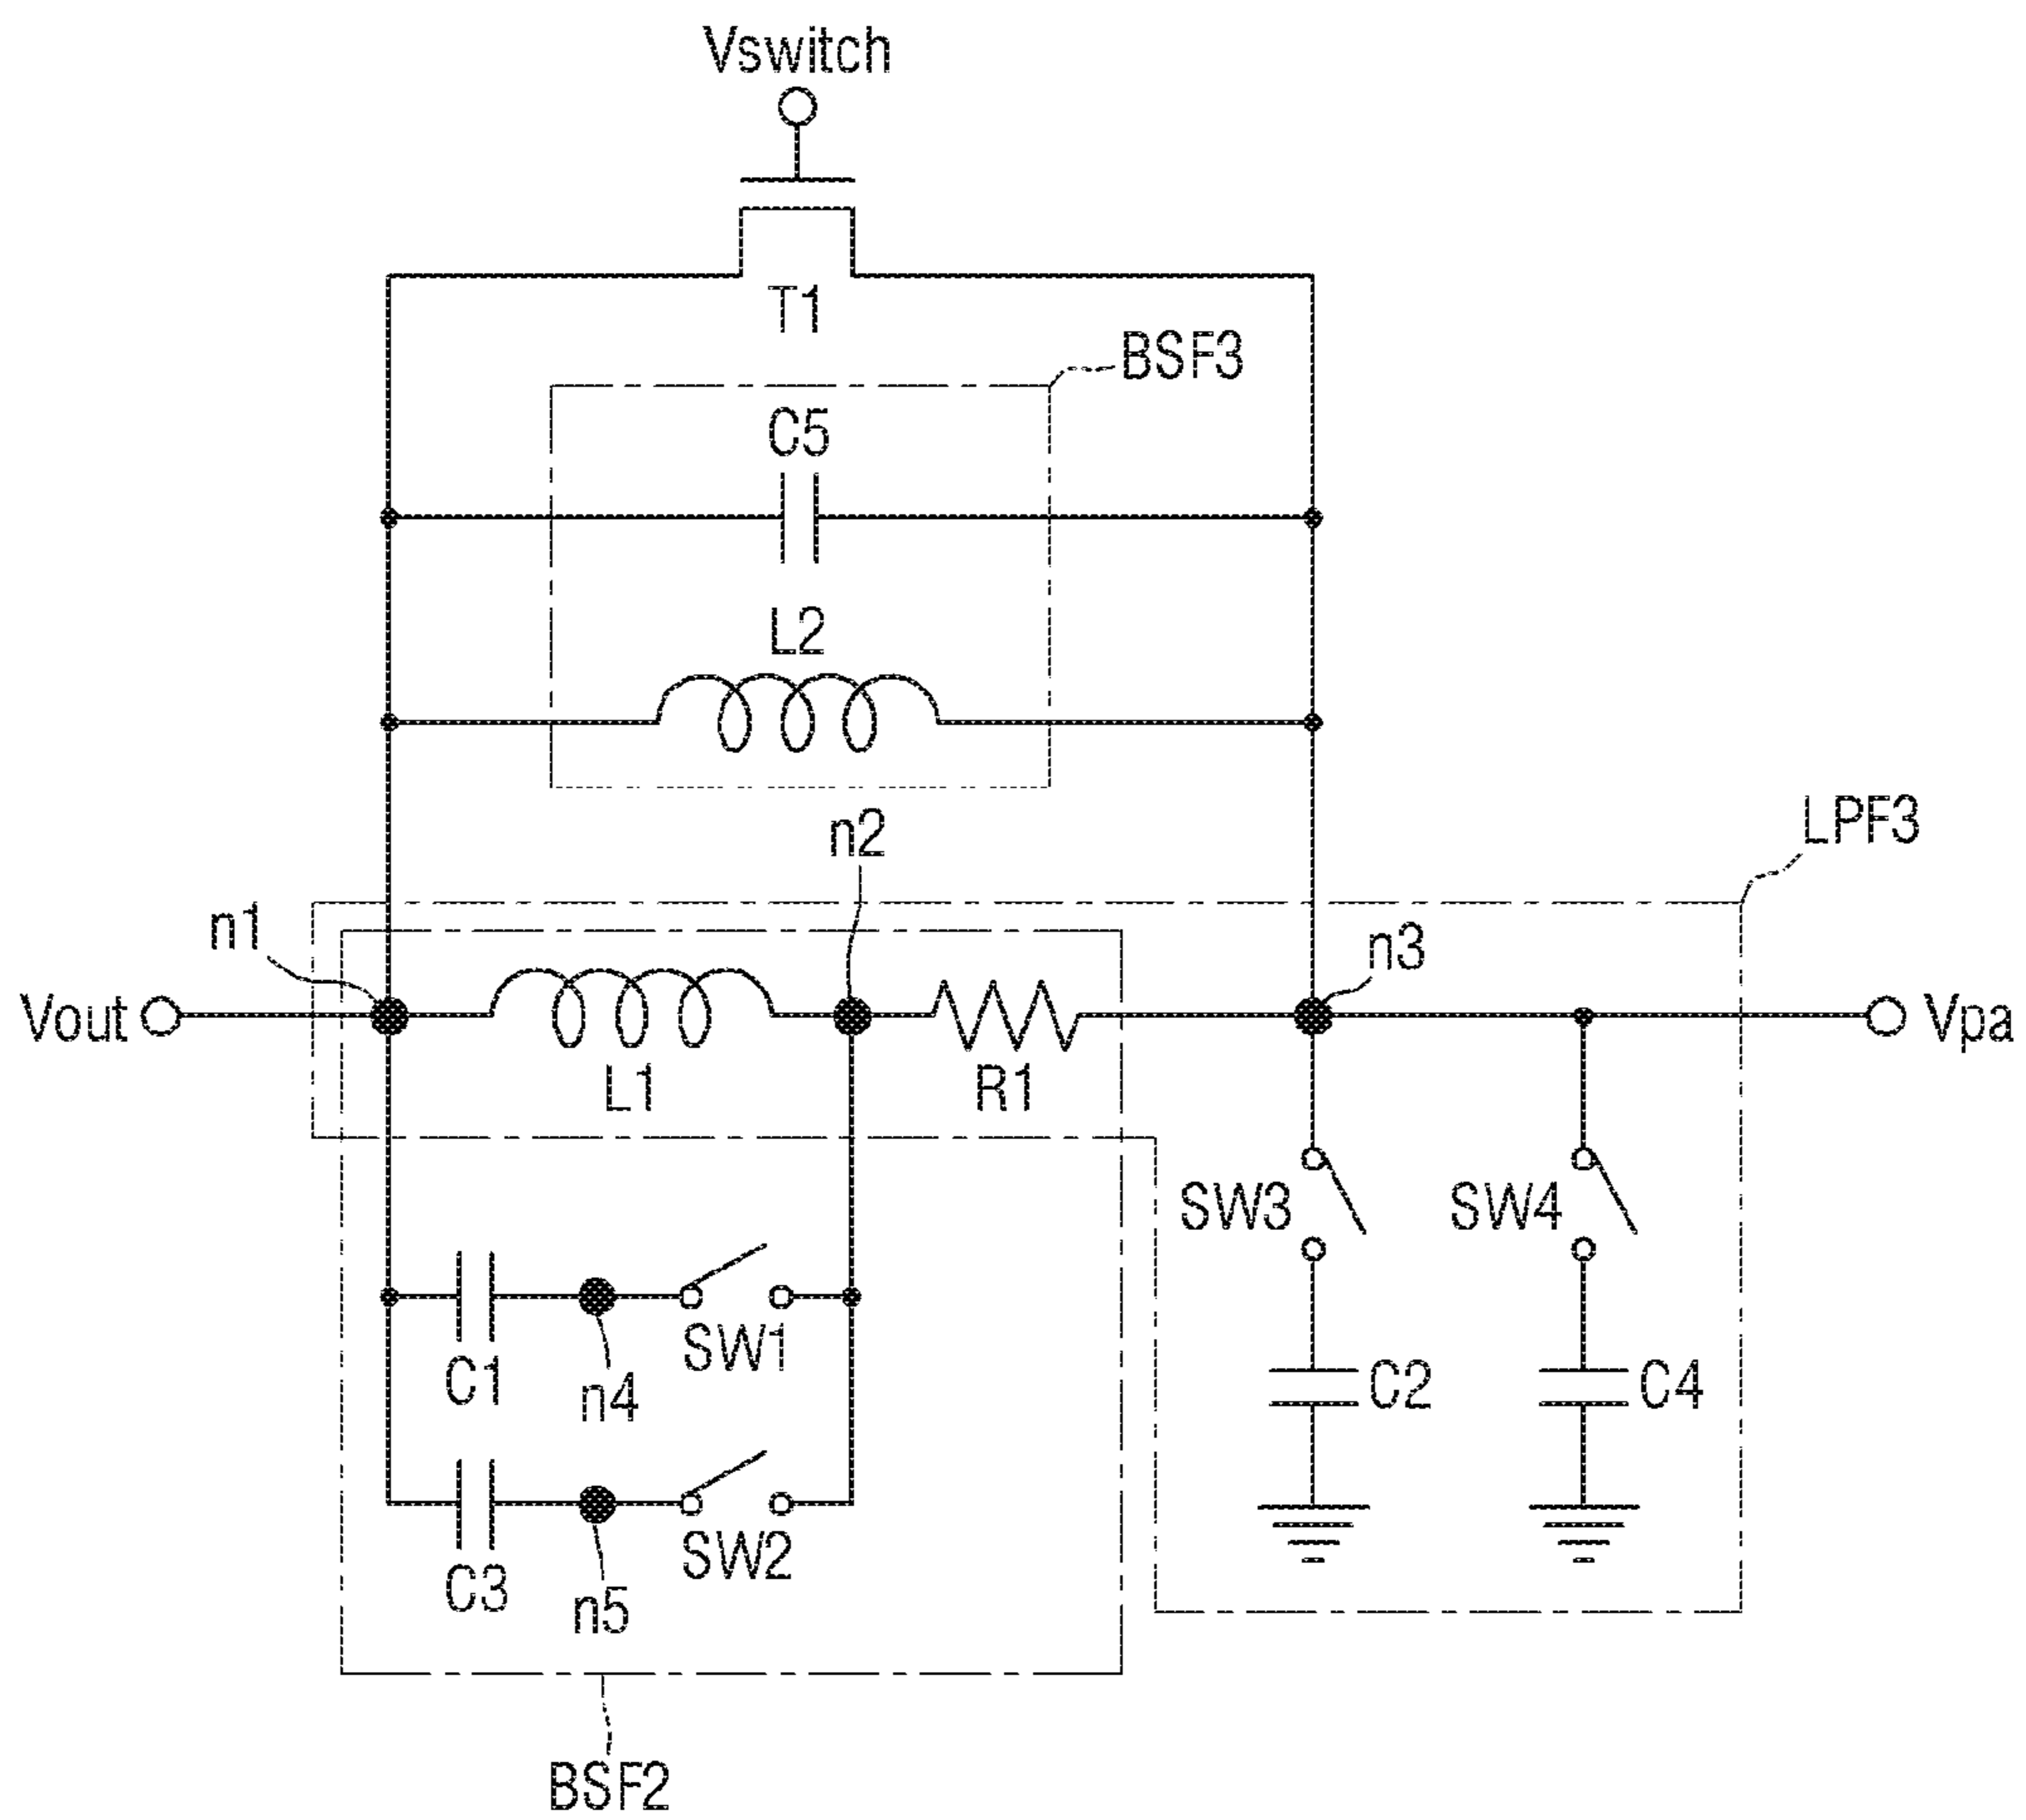 Vswitch
T1
BSF3
C5
L2
n2
LPF3
n1
n3
Vout
Vpa
L1
R1
SW3
SW4
SW1
C1
n4
C2
C4
SW2
C3
n5
BSF2